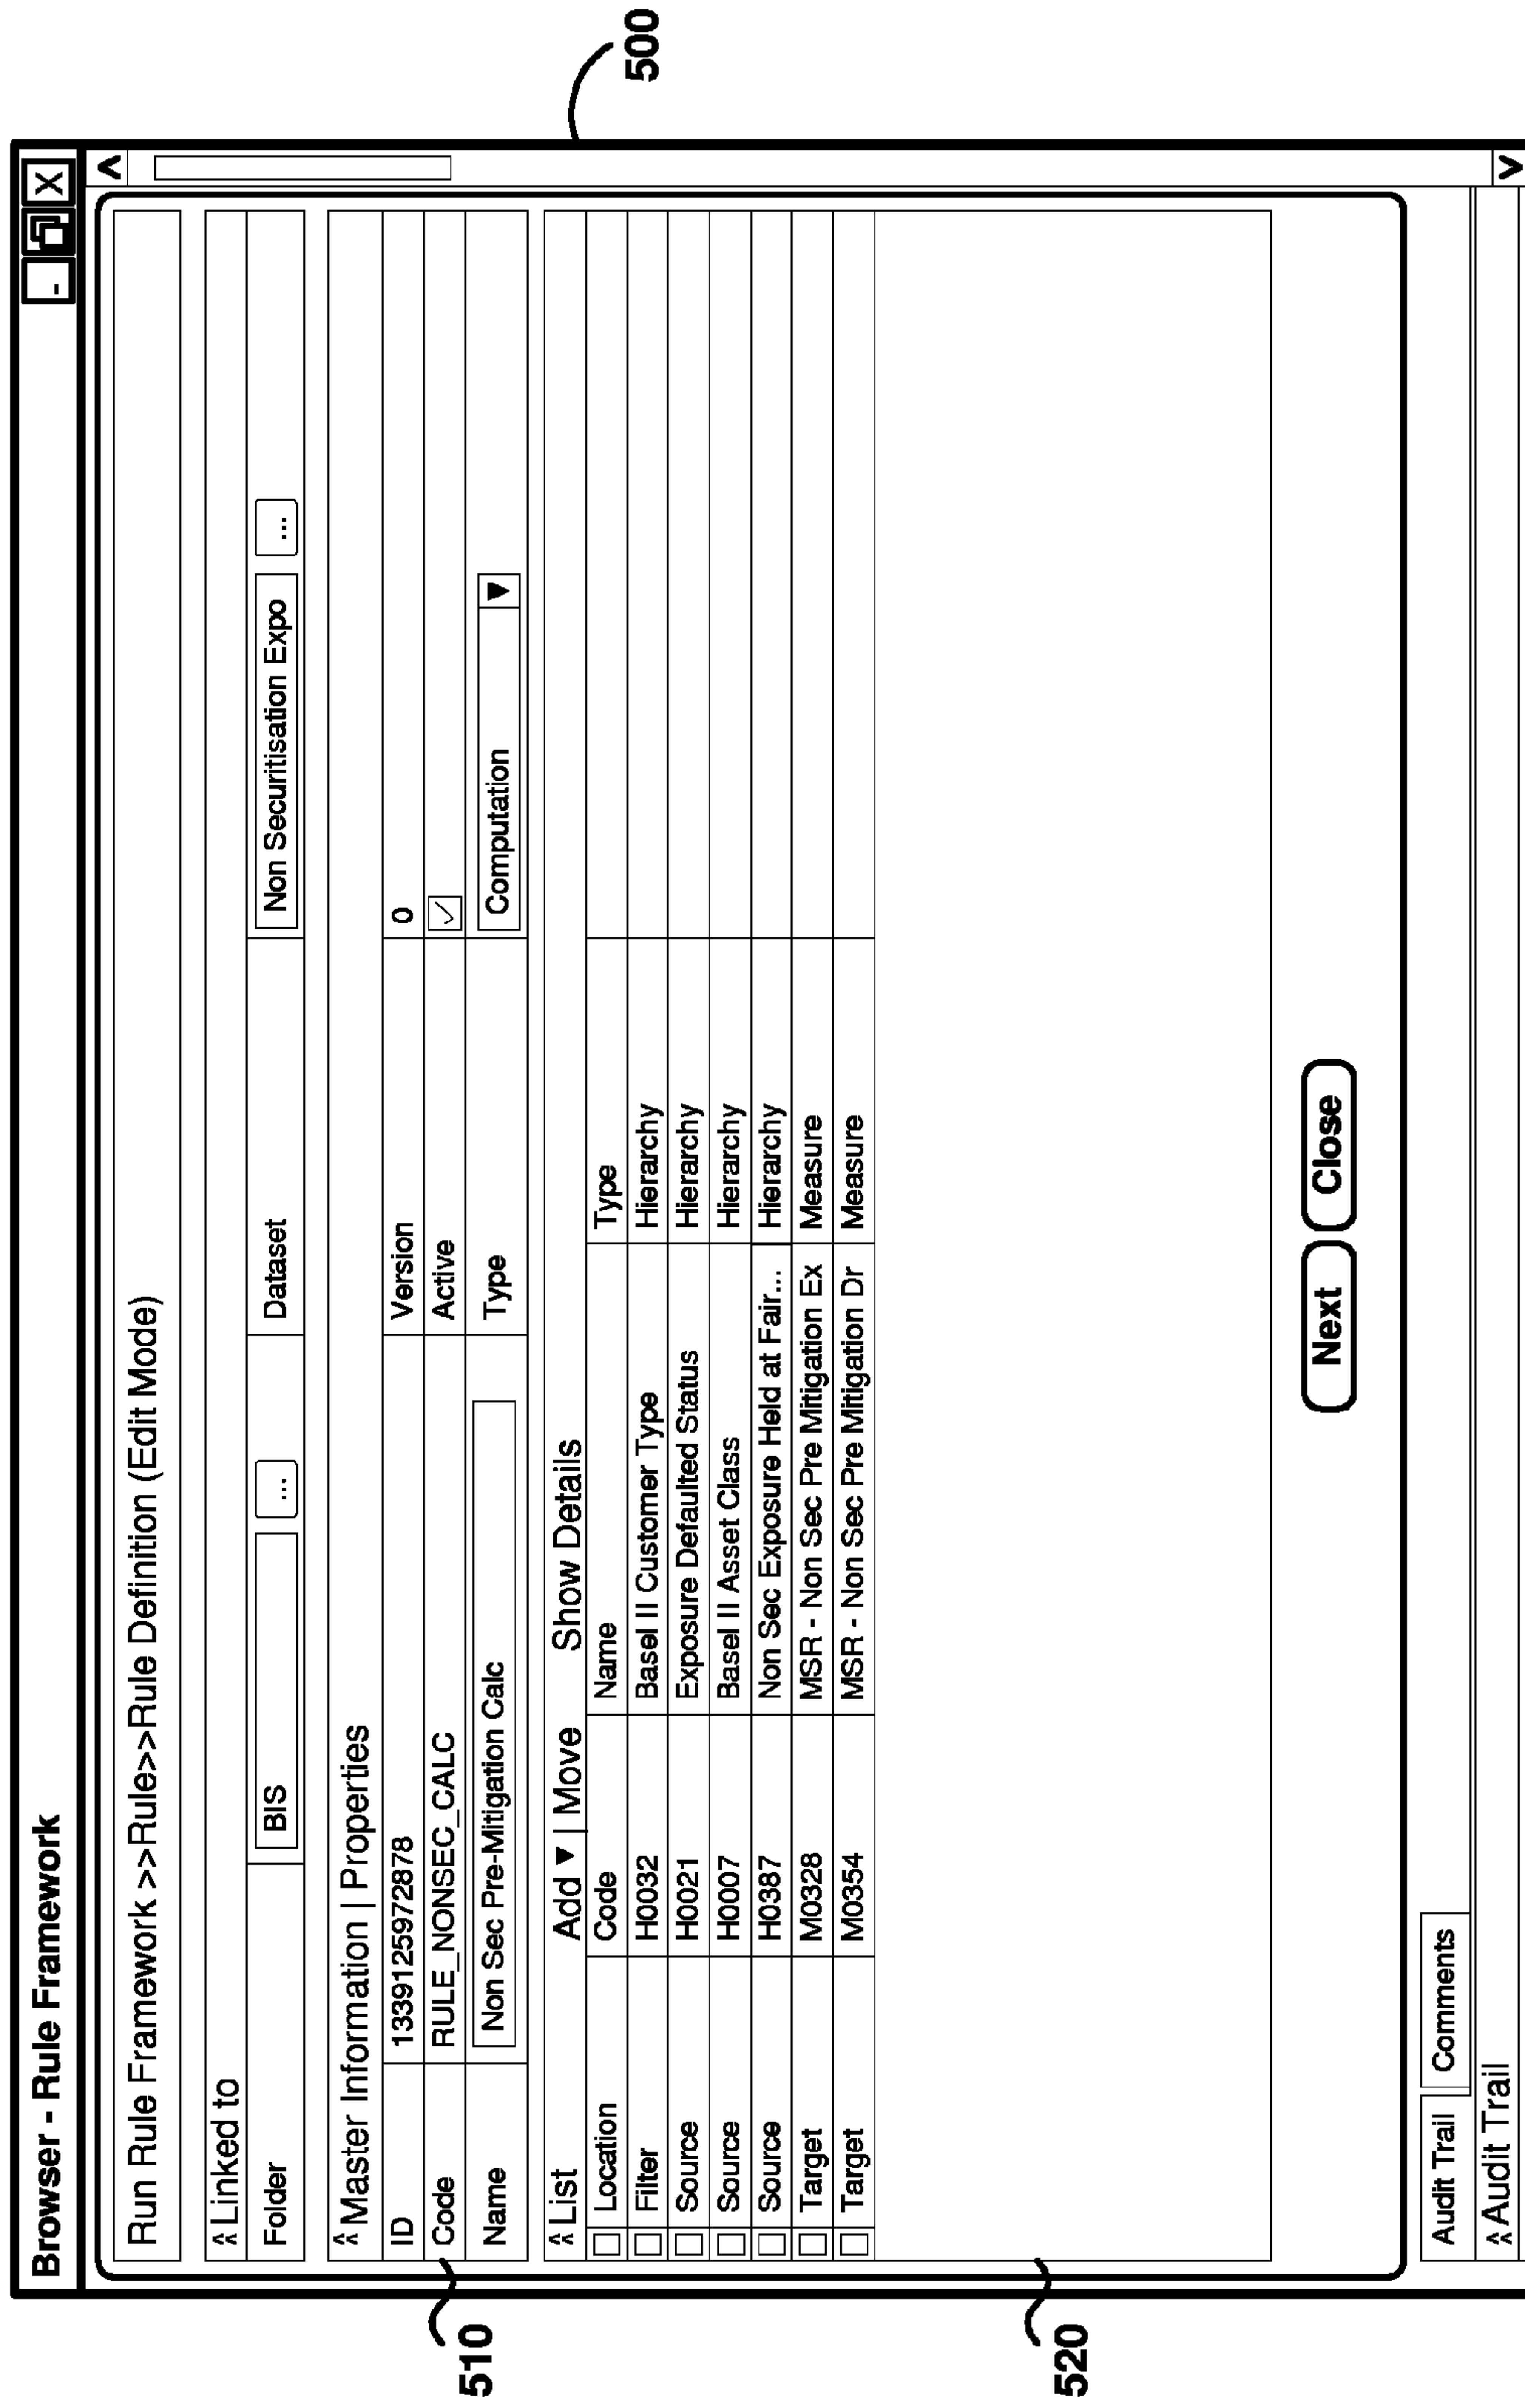 Browser - Rule Framework
- X
Run Rule Framework >>Rule>>Rule Definition (Edit Mode)
^ Linked to
Folder BIS ... Dataset Non Securitisation Expo ...
^ Master Information | Properties
ID 1339125972878 Version 0
Code RULE_NONSEC_CALC Active ✓
Name Non Sec Pre-Mitigation Calc Type Computation ▼
^ List Add ▼ | Move Show Details
Location Code Name Type
Filter H0032 Basel II Customer Type Hierarchy
Source H0021 Exposure Defaulted Status Hierarchy
Source H0007 Basel II Asset Class Hierarchy
Source H0387 Non Sec Exposure Held at Fair... Hierarchy
Target M0328 MSR - Non Sec Pre Mitigation Ex Measure
Target M0354 MSR - Non Sec Pre Mitigation Dr Measure
Next Close
Audit Trail Comments
^ Audit Trail
500
510
520